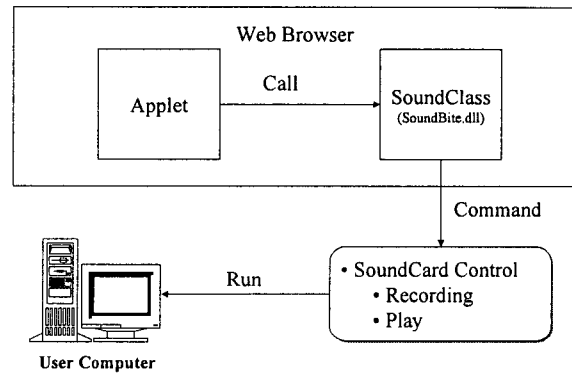 Web Browser
Applet
Call
SoundClass
(SoundBite.dll)
Command
• SoundCard Control
• Recording
• Play
Run
User Computer